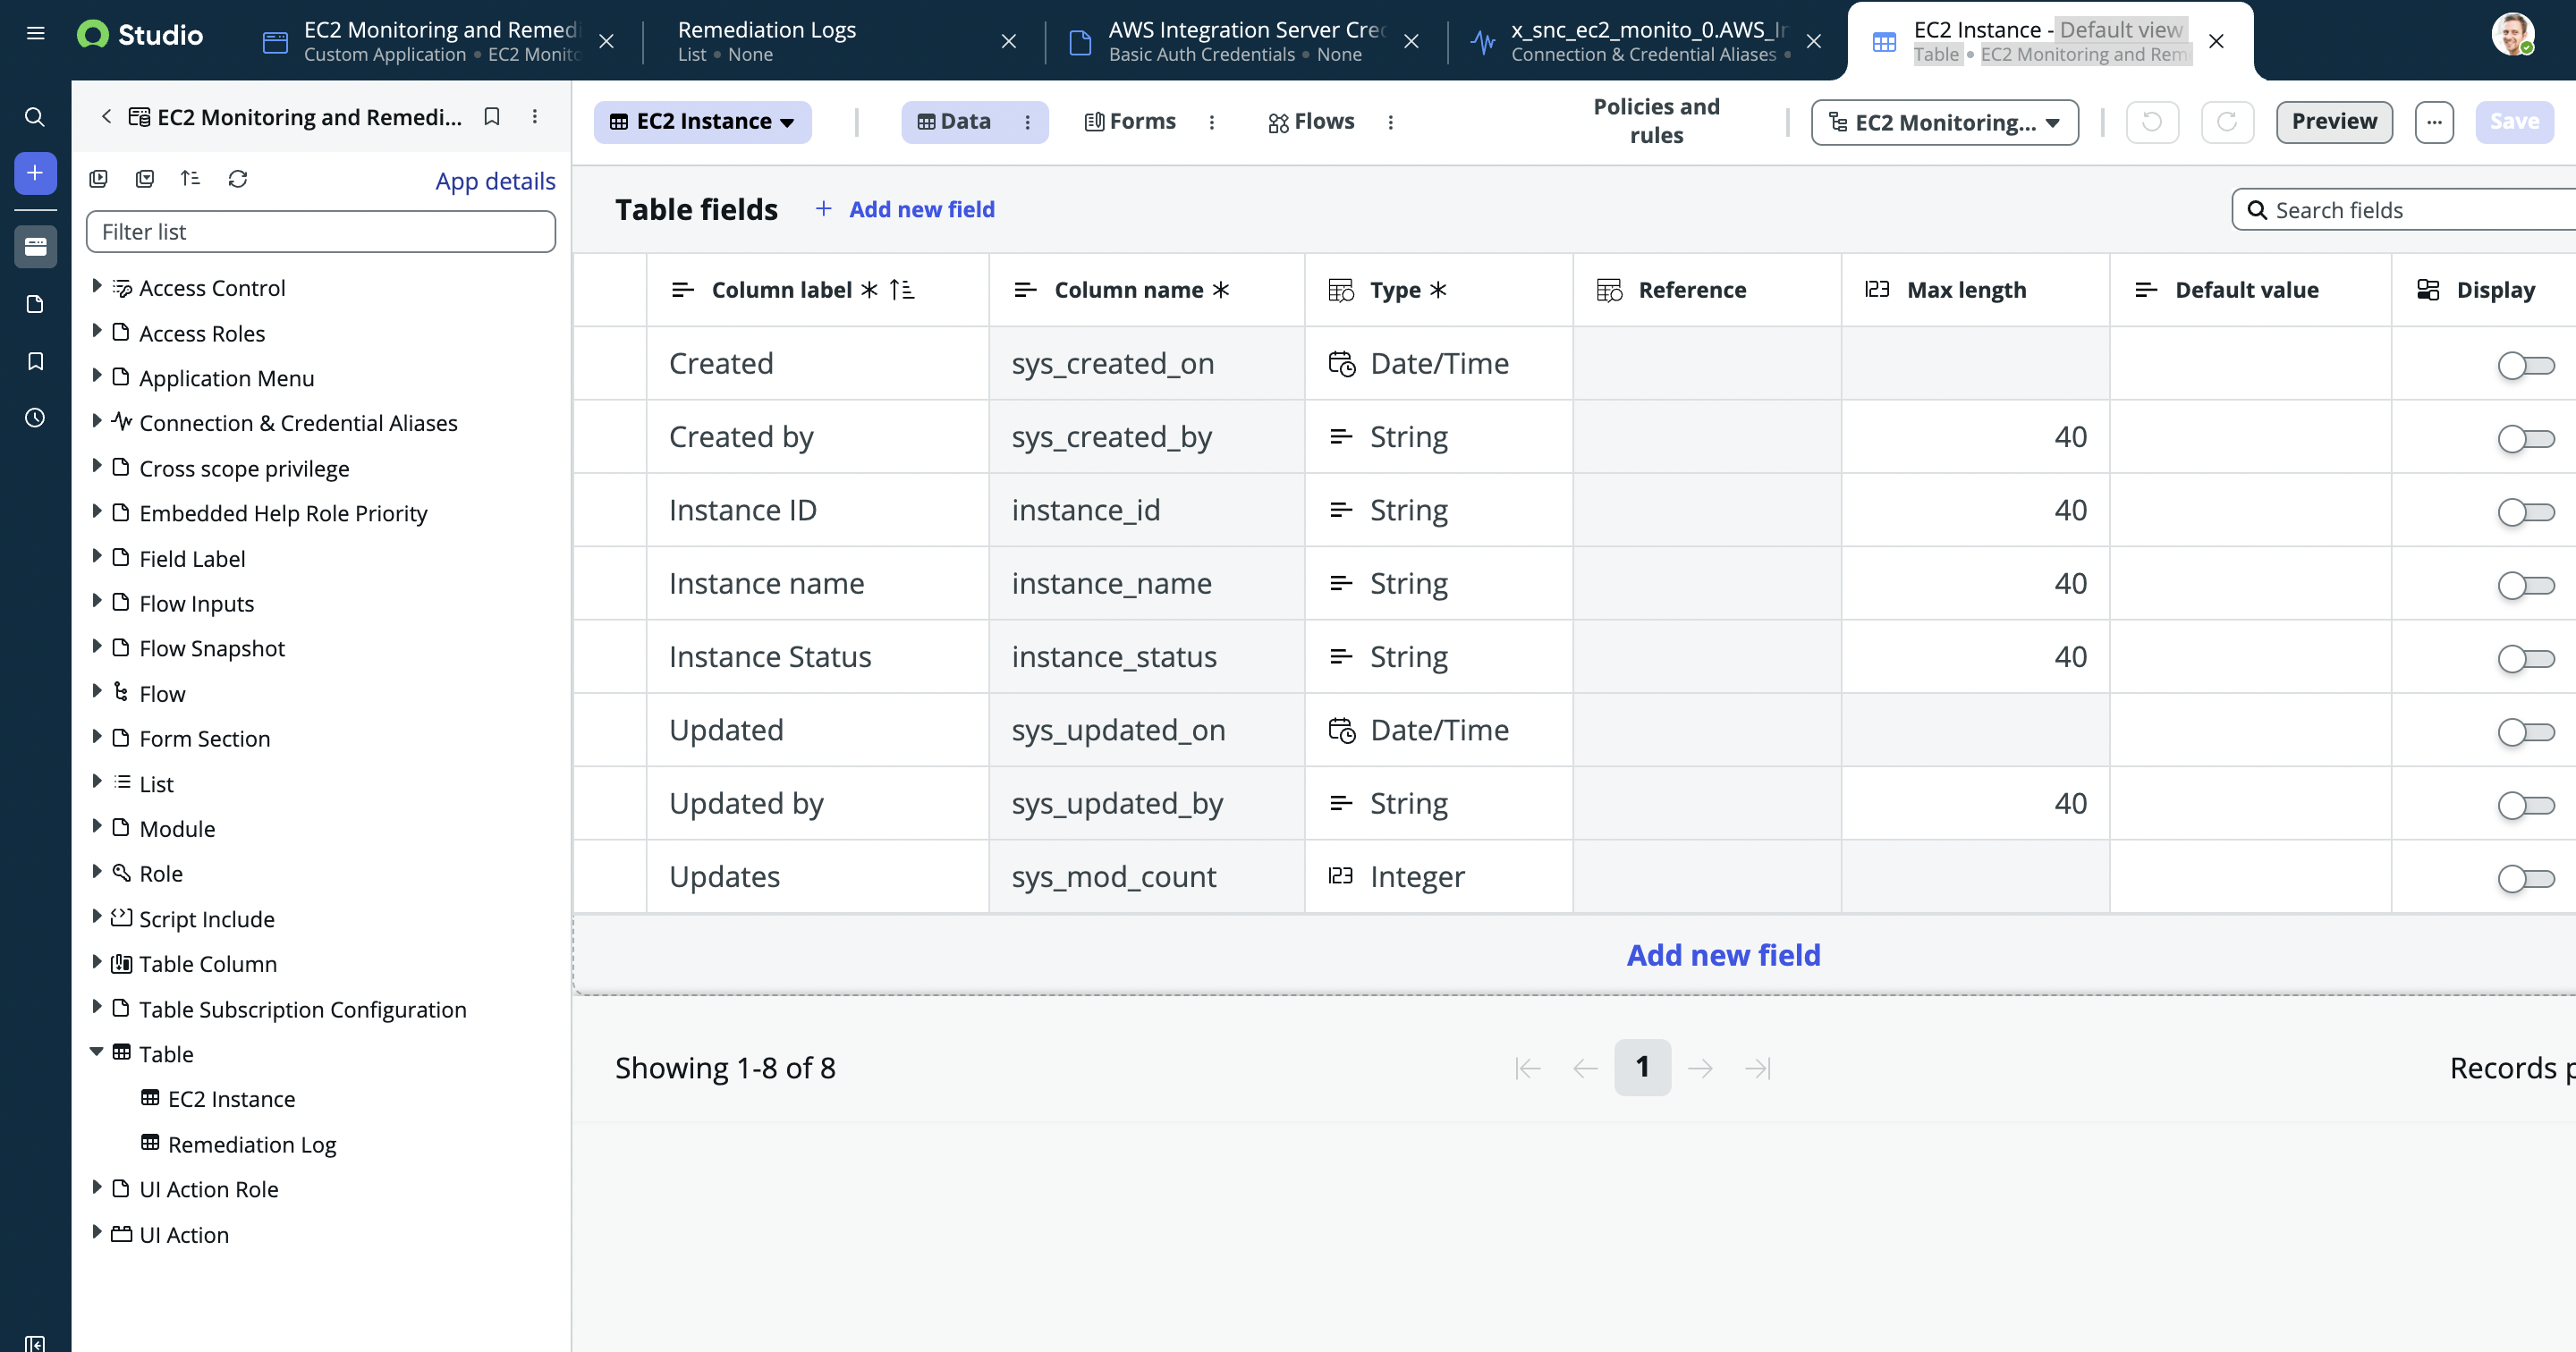 Studio
EC2 Monitoring and Remedi
Custom Application • EC2 Monito
Remediation Logs
List • None
AWS Integration Server Cre
Basic Auth Credentials • None
x_snc_ec2_monito_0.AWS_I
Connection & Credential Aliases •
EC2 Instance - Default view
Table • EC2 Monitoring and Rem
EC2 Monitoring and Remedi...
App details
Filter list
Access Control
Access Roles
Application Menu
Connection & Credential Aliases
Cross scope privilege
Embedded Help Role Priority
Field Label
Flow Inputs
Flow Snapshot
Flow
Form Section
List
Module
Role
Script Include
Table Column
Table Subscription Configuration
Table
EC2 Instance
Remediation Log
UI Action Role
UI Action
EC2 Instance
Data
Forms
Flows
Policies and
rules
EC2 Monitoring...
Preview
...
Save
Table fields
+ Add new field
Search fields
Column label * Column name * Type * Reference Max length Default value Display
Created sys_created_on Date/Time
Created by sys_created_by String 40
Instance ID instance_id String 40
Instance name instance_name String 40
Instance Status instance_status String 40
Updated sys_updated_on Date/Time
Updated by sys_updated_by String 40
Updates sys_mod_count Integer
Add new field
Showing 1-8 of 8
1
Records p